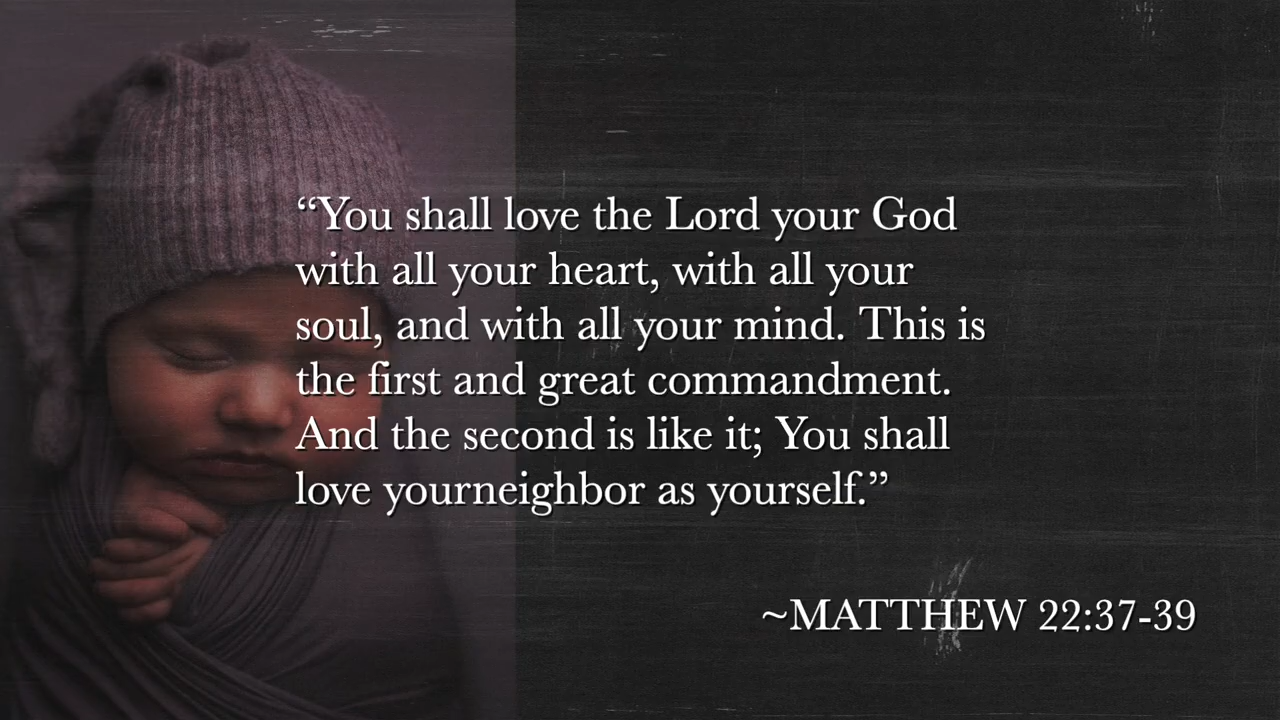 “You shall love the Lord your God
with all your heart, with all your
soul, and with all your mind. This is
the first and great commandment.
And the second is like it; You shall
love yourneighbor as yourself.”
~MATTHEW 22:37-39